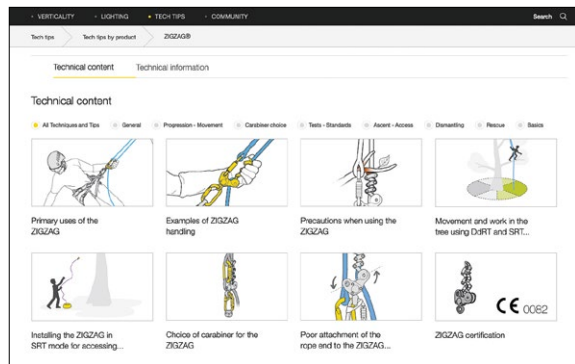 VERTICALITY LIGHTING TECH TIPS COMMUNITY Search
Tech tips Tech tips by product ZIGZAG®
Technical content Technical information
Technical content
All Techniques and Tips General Progression - Movement Carabiner choice Tests - Standards Ascent - Access Dismantling Rescue Basics
Primary uses of the
ZIGZAG
Examples of ZIGZAG
handling
Precautions when using the
ZIGZAG
Movement and work in the
tree using DdRT and SRT...
CE 0082
Installing the ZIGZAG in
SRT mode for accessing...
Choice of carabiner for the
ZIGZAG
Poor attachment of the
rope end to the ZIGZAG...
ZIGZAG certification